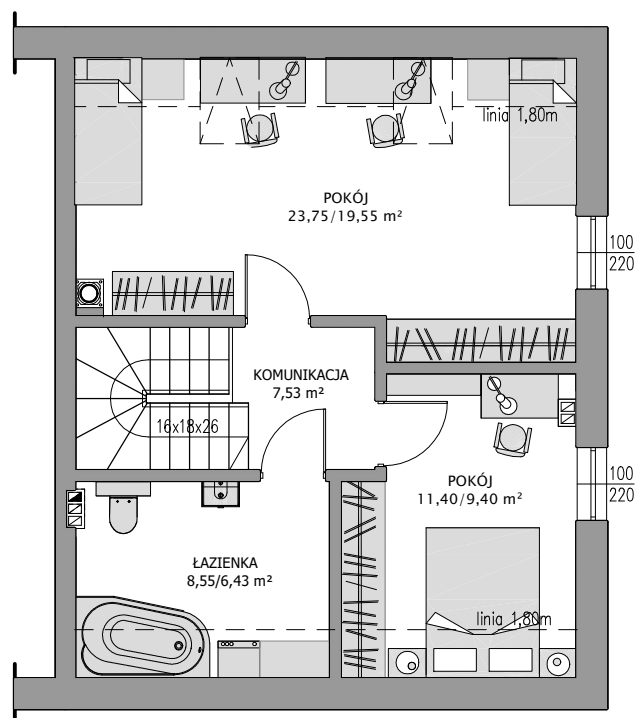 linia 1,80m
POKÓJ
23,75/19,55 m²
100
220
KOMUNIKACJA
7,53 m²
16x18x26
POKÓJ
11,40/9,40 m²
100
220
ŁAZIENKA
8,55/6,43 m²
linia 1,80m